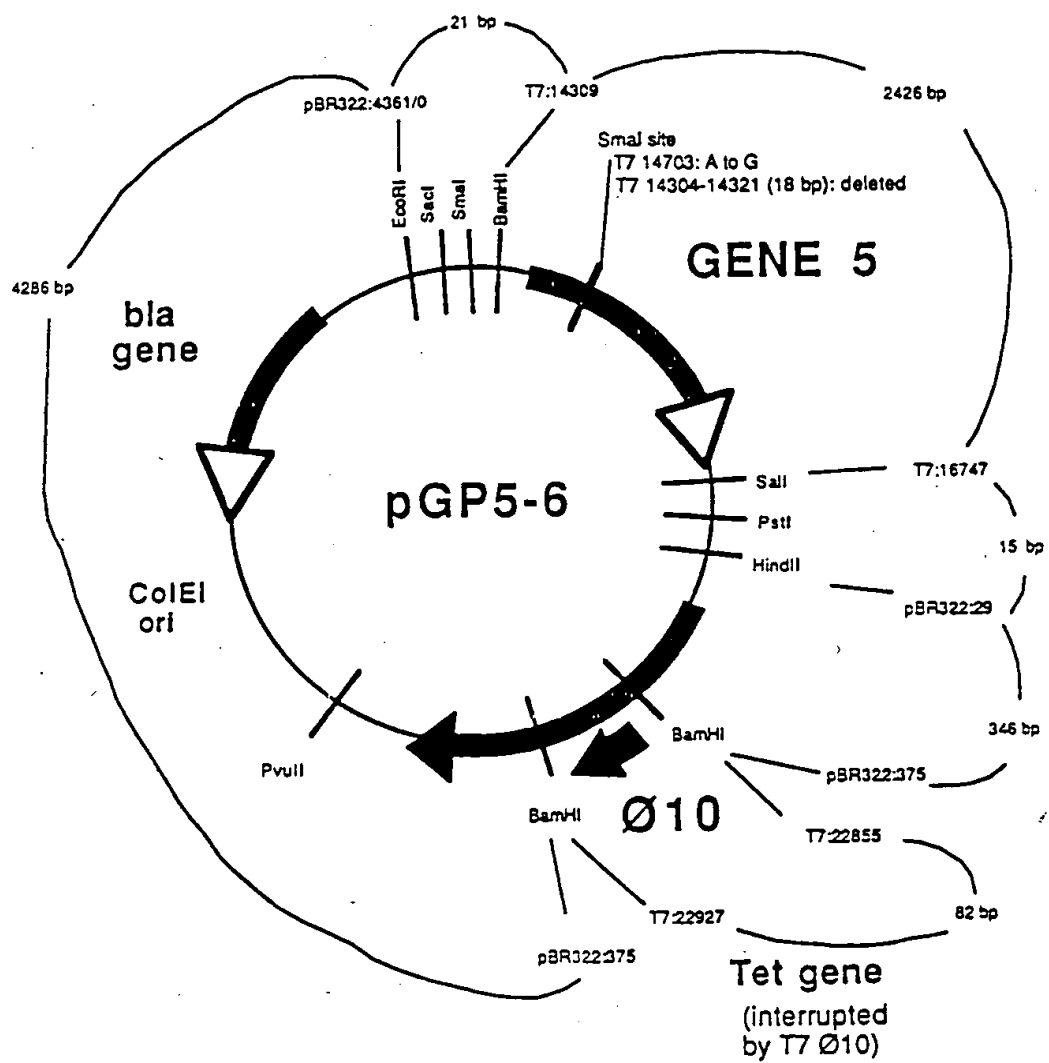 21 bp
pBR322:4361/0
T7:14309
2426 bp
SmaI site
T7 14703: A to G
T7 14304-14321 (18 bp): deleted
EcoRI
SacI
SmaI
BamHI
GENE 5
4286 bp
bla
gene
pGP5-6
T7:16747
SalI
PstI
HindII
15 bp
pBR322:29
ColEI
ori
346 bp
BamHI
pBR322:375
PvuII
BamHI
Ø10
T7:22855
T7:22927
82 bp
pBR322:375
Tet gene
(interrupted
by T7 Ø10)